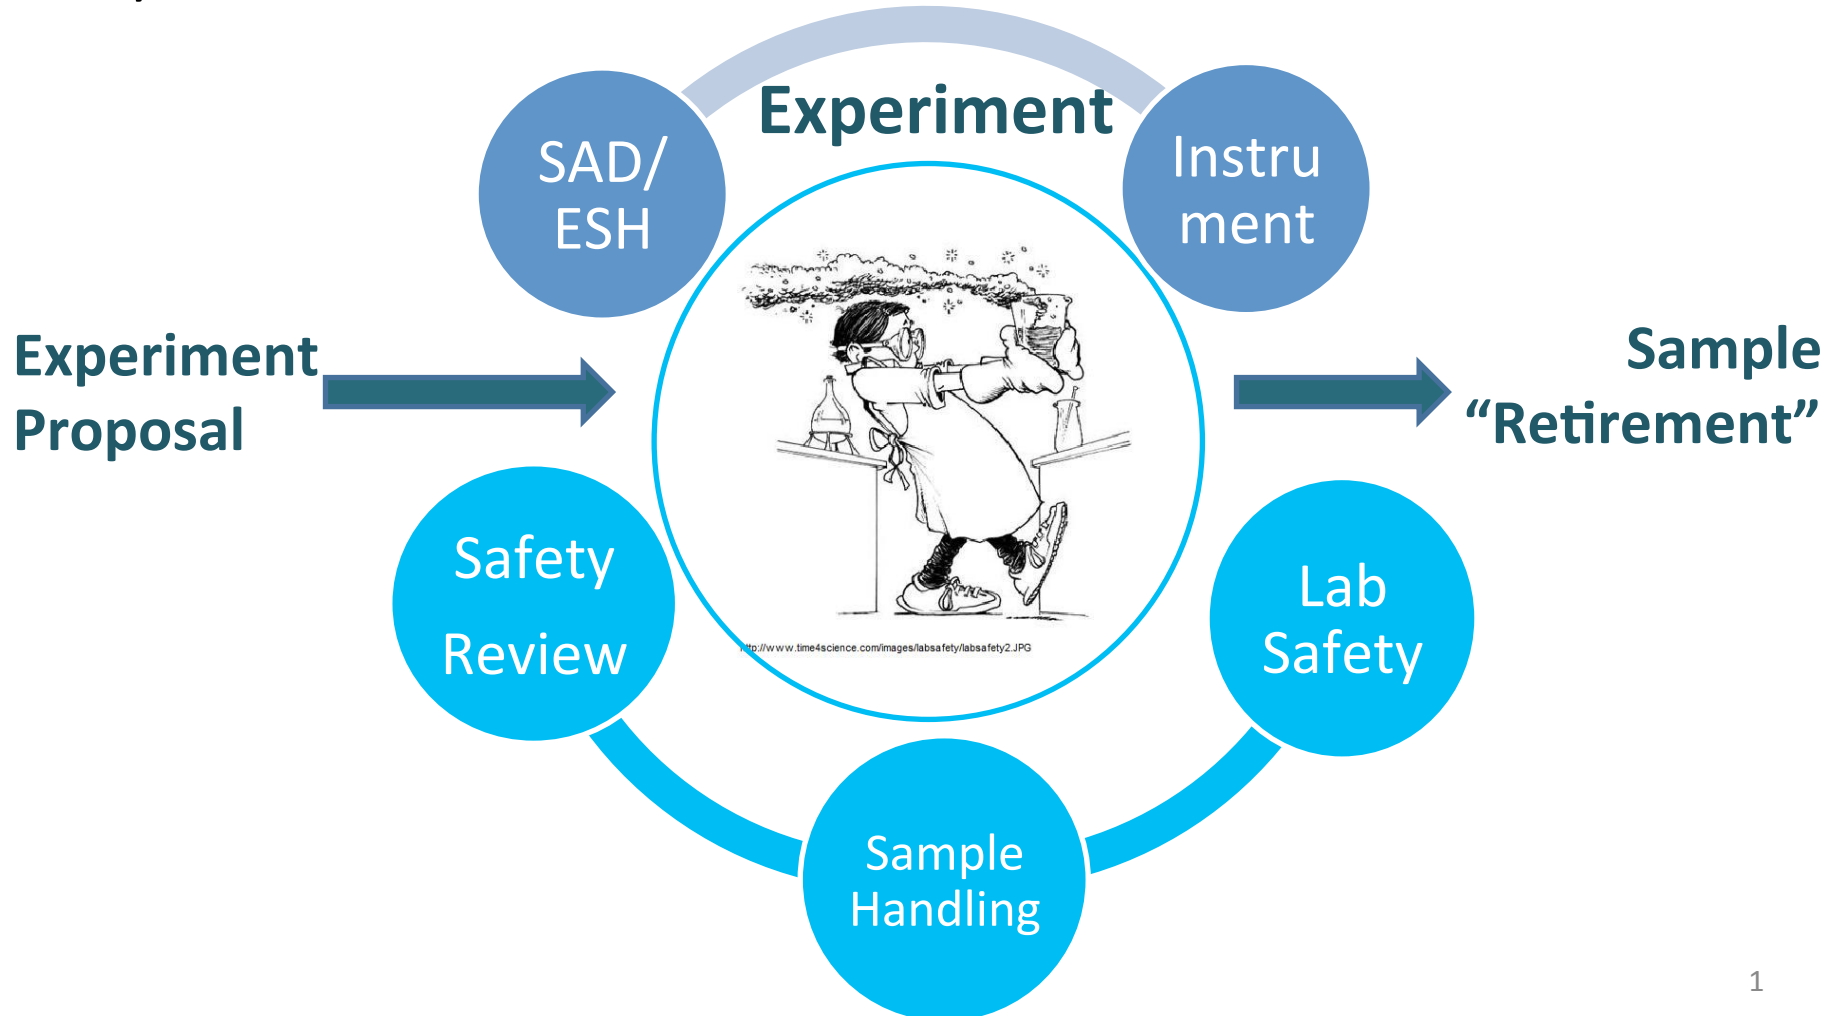 Experiment
SAD/
ESH
Instru
ment
Experiment
Proposal
Sample
“Retirement”
Safety
Review
Lab
Safety
http://www.time4science.com/images/labsafety/labsafety2.JPG
Sample
Handling
1